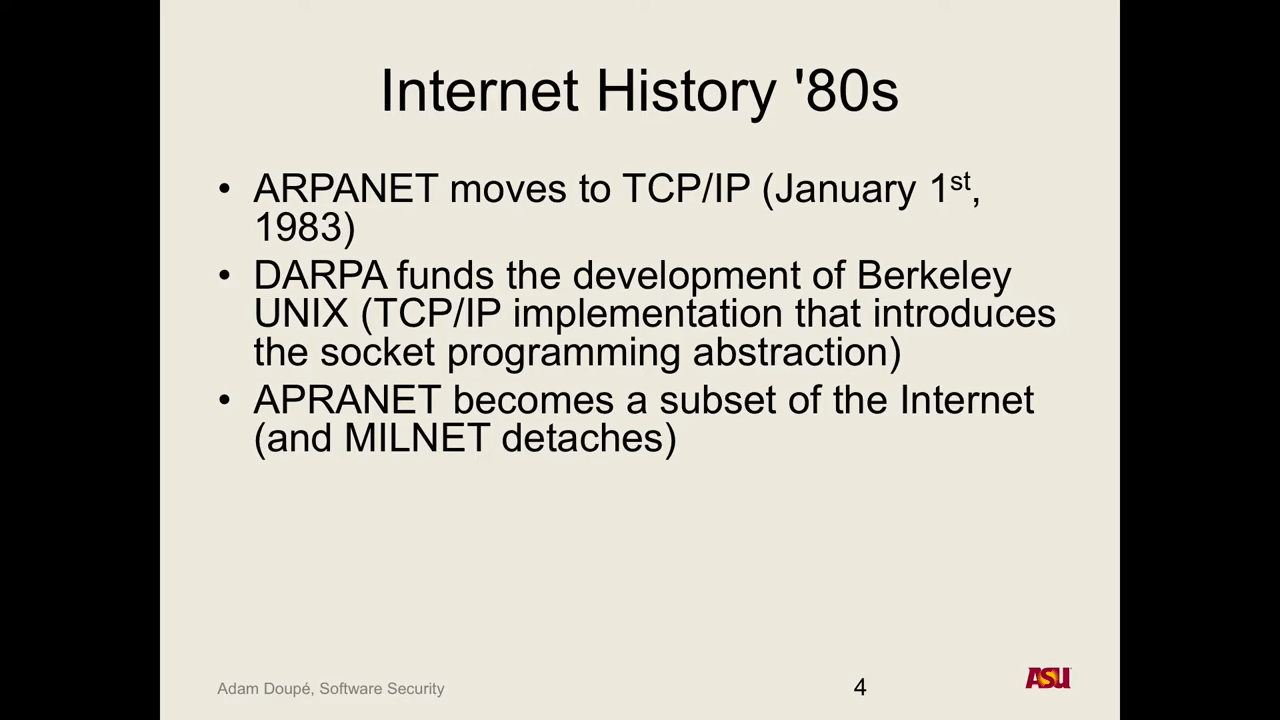 Internet History '80s
• ARPANET moves to TCP/IP (January 1st,
1983)
• DARPA funds the development of Berkeley
UNIX (TCP/IP implementation that introduces
the socket programming abstraction)
• APRANET becomes a subset of the Internet
(and MILNET detaches)
Adam Doupé, Software Security
4
ASU